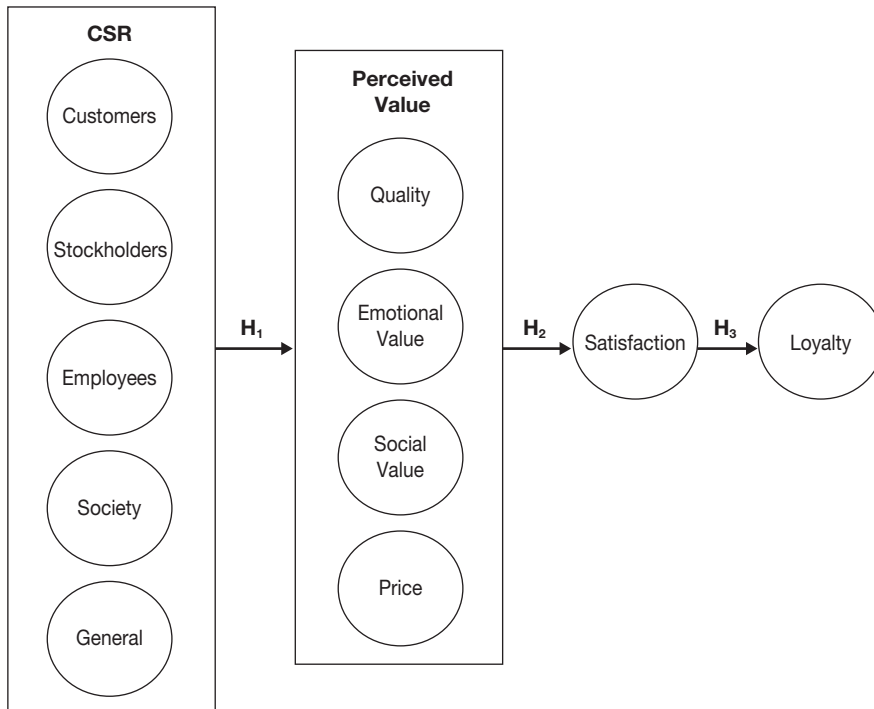 CSR
Customers
Stockholders
Employees
Society
General
H₁
Perceived
Value
Quality
Emotional
Value
Social
Value
Price
H₂
Satisfaction
H₃
Loyalty